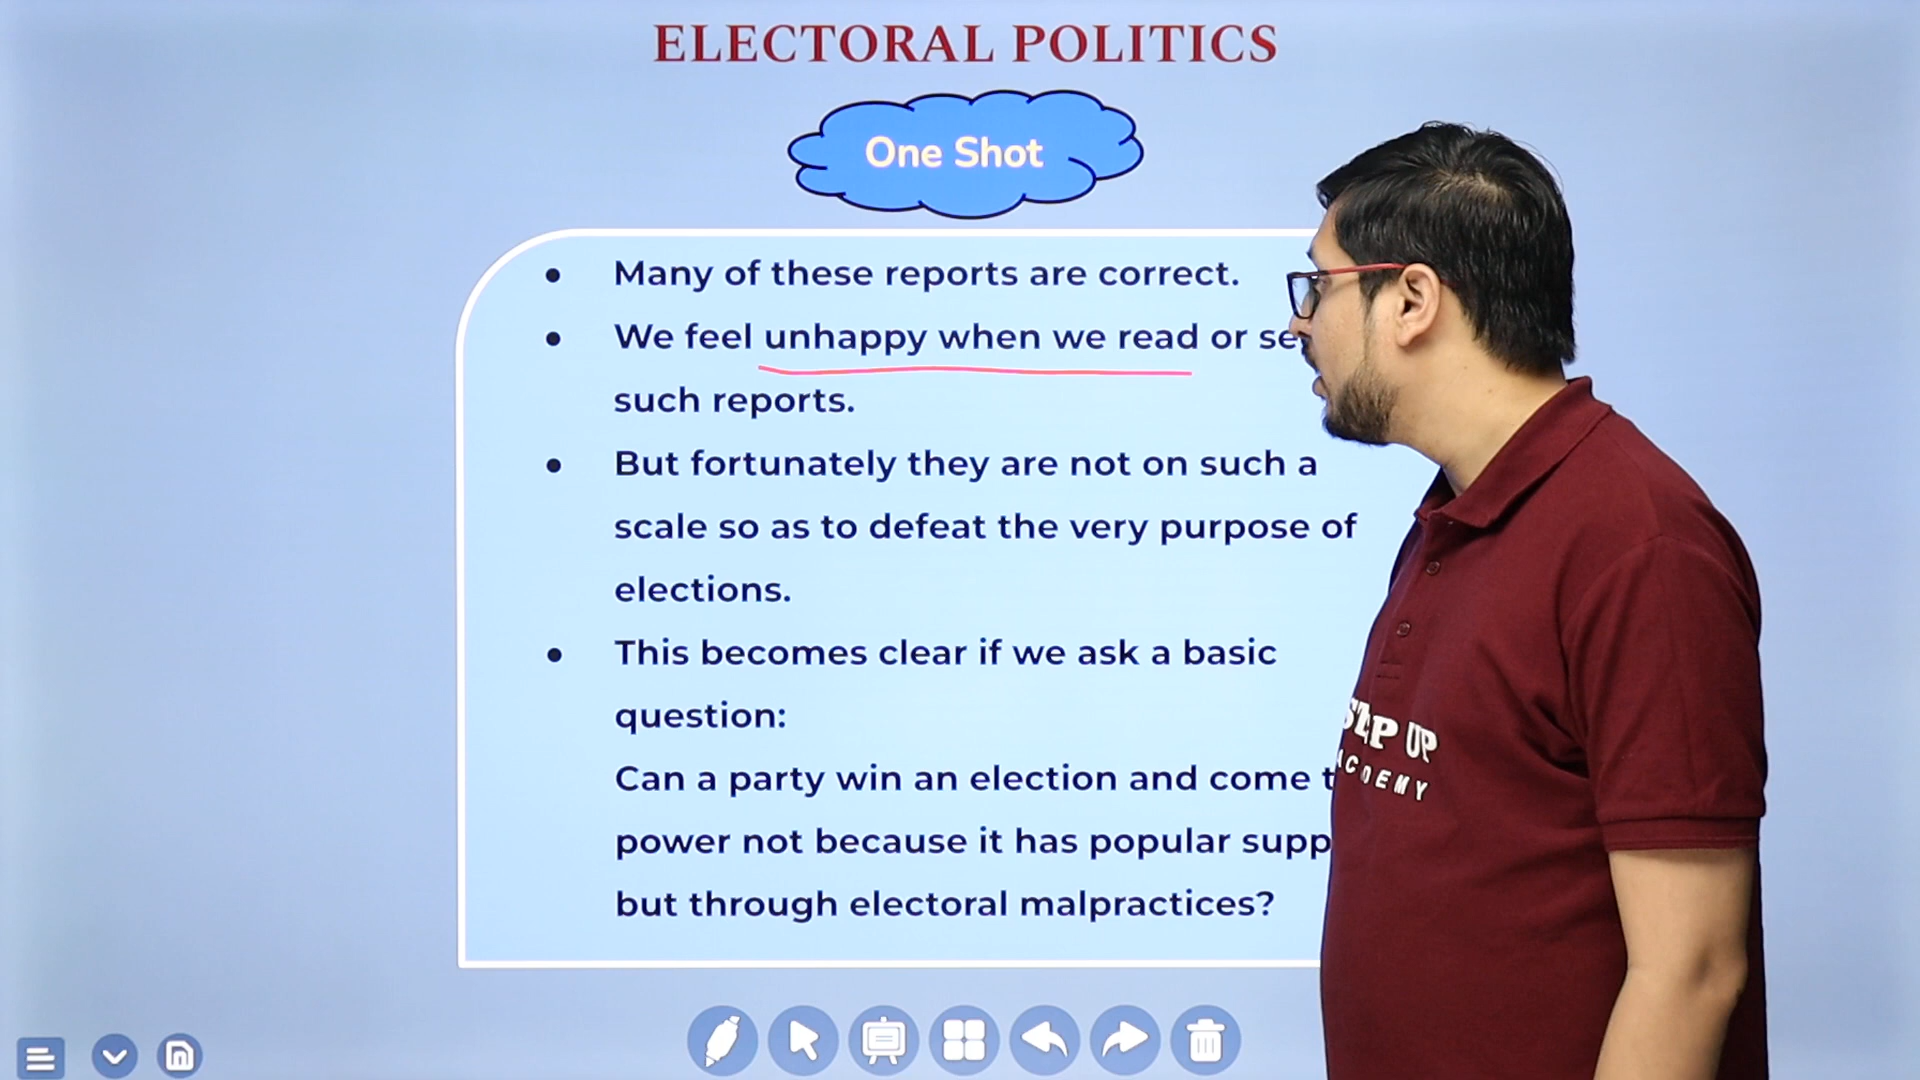 ELECTORAL POLITICS
One Shot
• Many of these reports are correct.
• We feel unhappy when we read or
such reports.
• But fortunately they are not on such a
scale so as to defeat the very purpose of
elections.
• This becomes clear if we ask a basic
question:
Can a party win an election and come
power not because it has popular
but through electoral malpractices?
STEP UP
ACADEMY